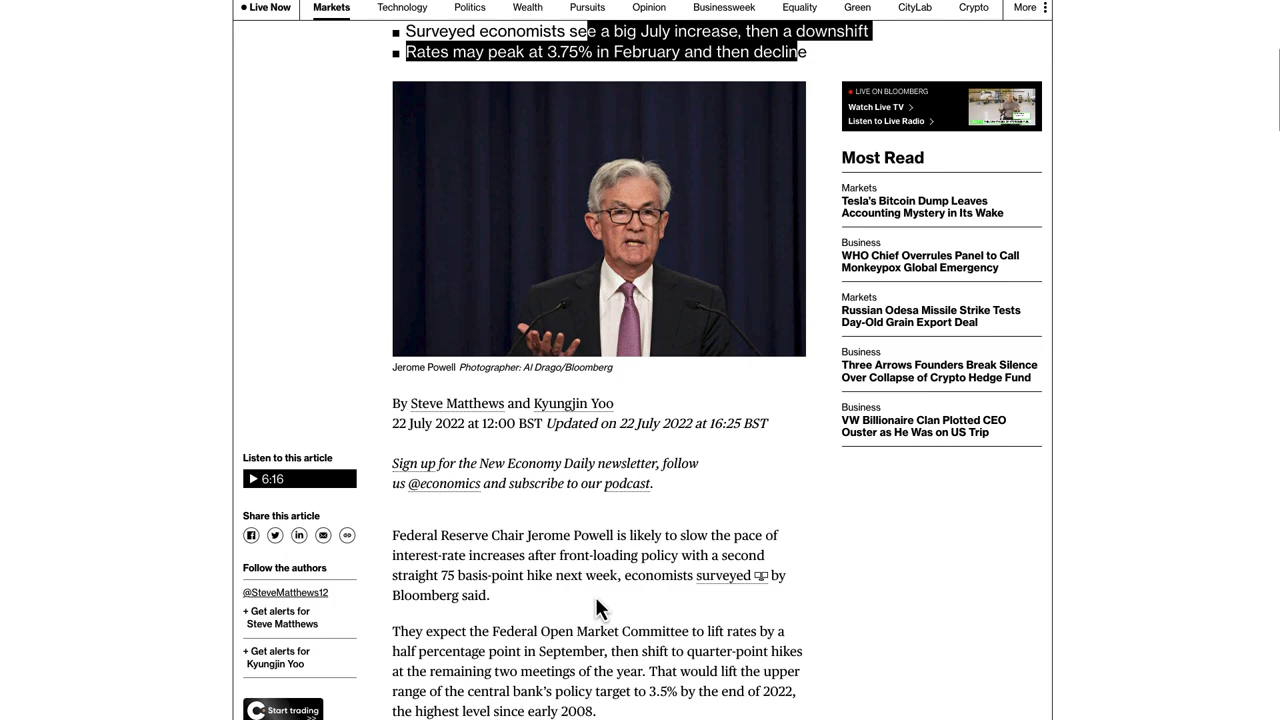 Live Now
Markets
Technology
Politics
Wealth
Pursuits
Opinion
Businessweek
Equality
Green
CityLab
Crypto
More
Surveyed economists see a big July increase, then a downshift
Rates may peak at 3.75% in February and then decline
LIVE ON BLOOMBERG
Watch Live TV
Listen to Live Radio
Most Read
Markets
Tesla's Bitcoin Dump Leaves
Accounting Mystery in Its Wake
Business
WHO Chief Overrules Panel to Call
Monkeypox Global Emergency
Markets
Russian Odesa Missile Strike Tests
Day-Old Grain Export Deal
Business
Three Arrows Founders Break Silence
Over Collapse of Crypto Hedge Fund
Business
VW Billionaire Clan Plotted CEO
Ouster as He Was on US Trip
Jerome Powell Photographer: Al Drago/Bloomberg
By Steve Matthews and Kyungjin Yoo
22 July 2022 at 12:00 BST Updated on 22 July 2022 at 16:25 BST
Sign up for the New Economy Daily newsletter, follow
us @economics and subscribe to our podcast.
Federal Reserve Chair Jerome Powell is likely to slow the pace of
interest-rate increases after front-loading policy with a second
straight 75 basis-point hike next week, economists surveyed by
Bloomberg said.
They expect the Federal Open Market Committee to lift rates by a
half percentage point in September, then shift to quarter-point hikes
at the remaining two meetings of the year. That would lift the upper
range of the central bank's policy target to 3.5% by the end of 2022,
the highest level since early 2008.
Listen to this article
6:16
Share this article
Follow the authors
@SteveMatthews12
+ Get alerts for
Steve Matthews
+ Get alerts for
Kyungjin Yoo
Start trading
>>